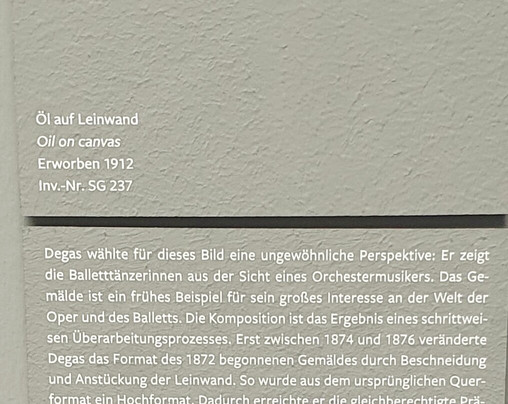 Öl auf Leinwand
Oil on canvas
Erworben 1912
Inv.-Nr. SG 237
Degas wählte für dieses Bild eine ungewöhnliche Perspektive: Er zeigt
die Ballettänzerinnen aus der Sicht eines Orchestermusikers. Das Ge-
mälde ist ein frühes Beispiel für sein großes Interesse an der Welt der
Oper und des Balletts. Die Komposition ist das Ergebnis eines schrittwei-
sen Überarbeitungsprozesses. Erst zwischen 1874 und 1876 veränderte
Degas das Format des 1872 begonnenen Gemäldes durch Beschneidung
und Anstückung der Leinwand. So wurde aus dem ursprünglichen Quer-
format ein Hochformat. Dadurch erreichte er die gleichberechtigte Prä-